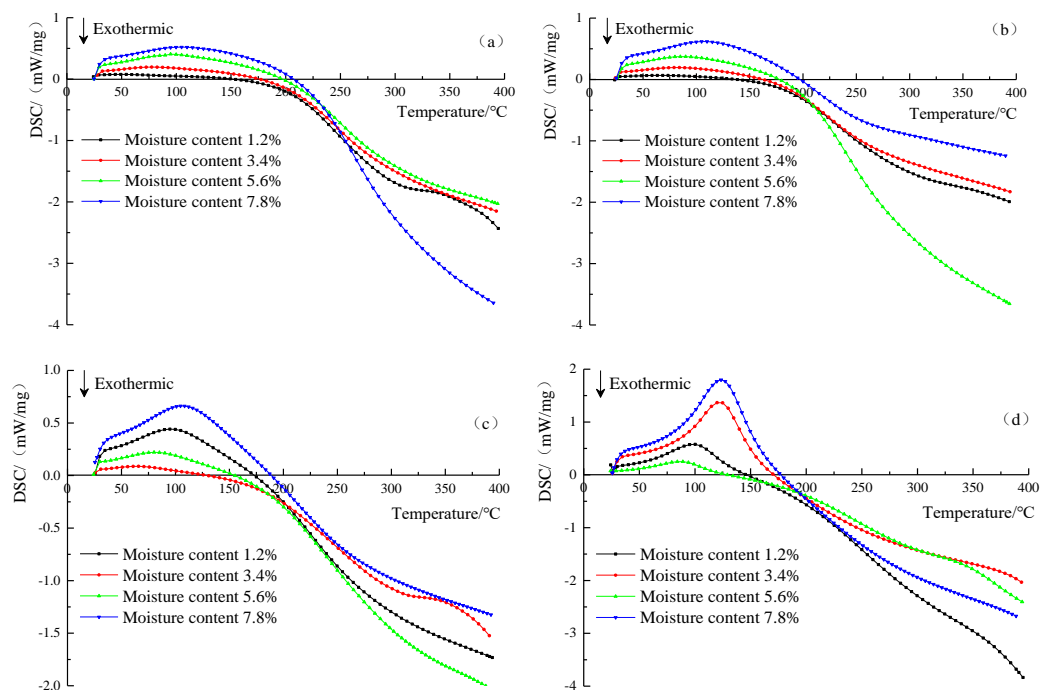 Exothermic
(a)
DSC/（mW/mg）
1
0
-1
-2
-3
-4
0 50 100 150 200 250 300 350 400
Temperature/℃
Moisture content 1.2%
Moisture content 3.4%
Moisture content 5.6%
Moisture content 7.8%
Exothermic
（b）
DSC/（mW/mg）
1
0
-1
-2
-3
-4
0 50 100 150 200 250 300 350 400
Temperature/℃
Moisture content 1.2%
Moisture content 3.4%
Moisture content 5.6%
Moisture content 7.8%
Exothermic
（c）
DSC/（mW/mg）
1.0
0.5
0.0
-0.5
-1.0
-1.5
-2.0
0 50 100 150 200 250 300 350 400
Temperature/℃
Moisture content 1.2%
Moisture content 3.4%
Moisture content 5.6%
Moisture content 7.8%
Exothermic
（d）
DSC/（mW/mg）
2
1
0
-1
-2
-3
-4
0 50 100 150 200 250 300 350 400
Temperature/℃
Moisture content 1.2%
Moisture content 3.4%
Moisture content 5.6%
Moisture content 7.8%